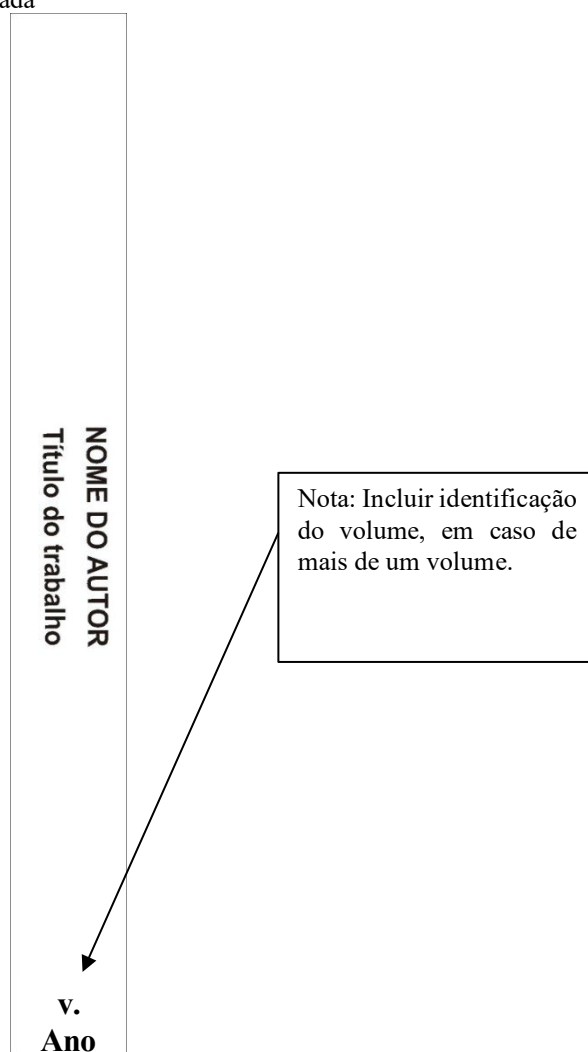 NOME DO AUTOR
Título do trabalho
Nota: Incluir identificação
do volume, em caso de
mais de um volume.
v.
Ano